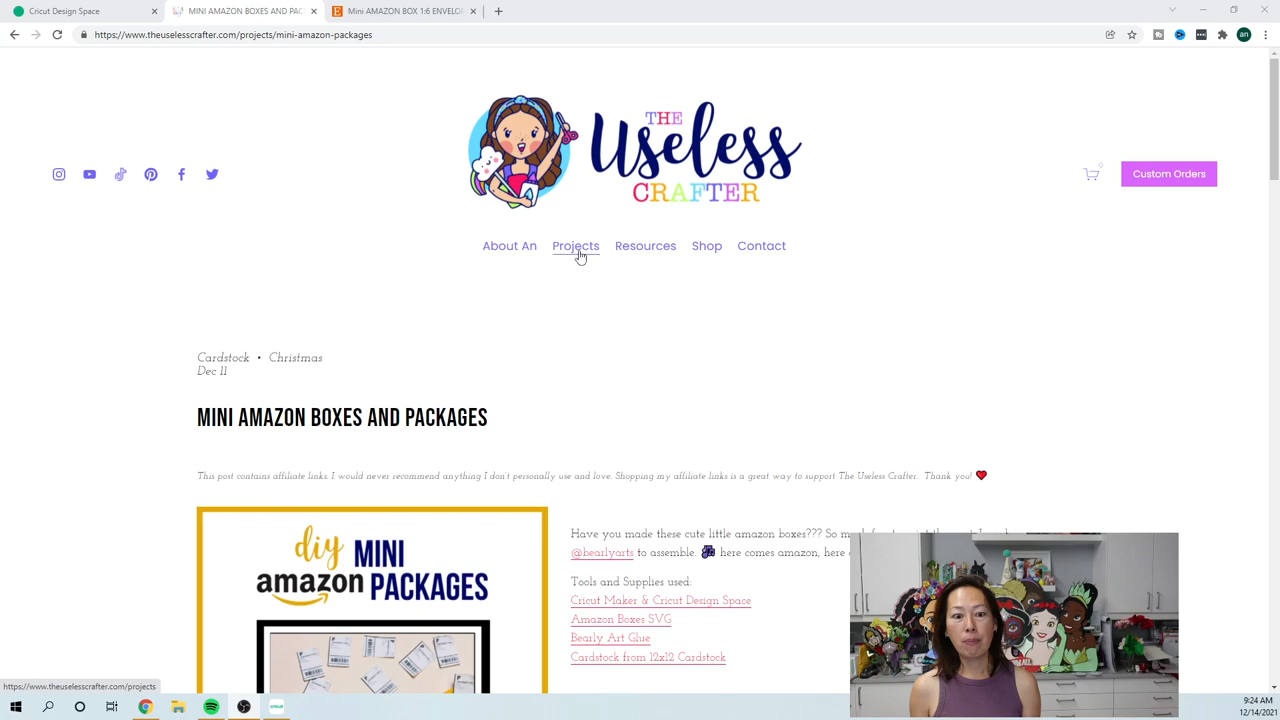 Cricut Design Space
MINI AMAZON BOXES AND PAC
Mini AMAZON BOX 1:6 ENVELO
https://www.theuselesscrafter.com/projects/mini-amazon-packages
an
THE
Useless
CRAFTER
0
Custom Orders
About An Projects Resources Shop Contact
Cardstock • Christmas
Dec 11
MINI AMAZON BOXES AND PACKAGES
This post contains affiliate links. I would never recommend anything I don't personally use and love. Shopping my affiliate links is a great way to support The Useless Crafter. Thank you!
diy MINI
amazon PACKAGES
Have you made these cute little amazon boxes??? So
@bearlyarts to assemble. here comes amazon, here
Tools and Supplies used:
Cricut Maker & Cricut Design Space
Amazon Boxes SVG
Bearly Art Glue
Cardstock from 12x12 Cardstock
https://www.theuselesscrafter.com/projects
9:24 AM
12/14/2021